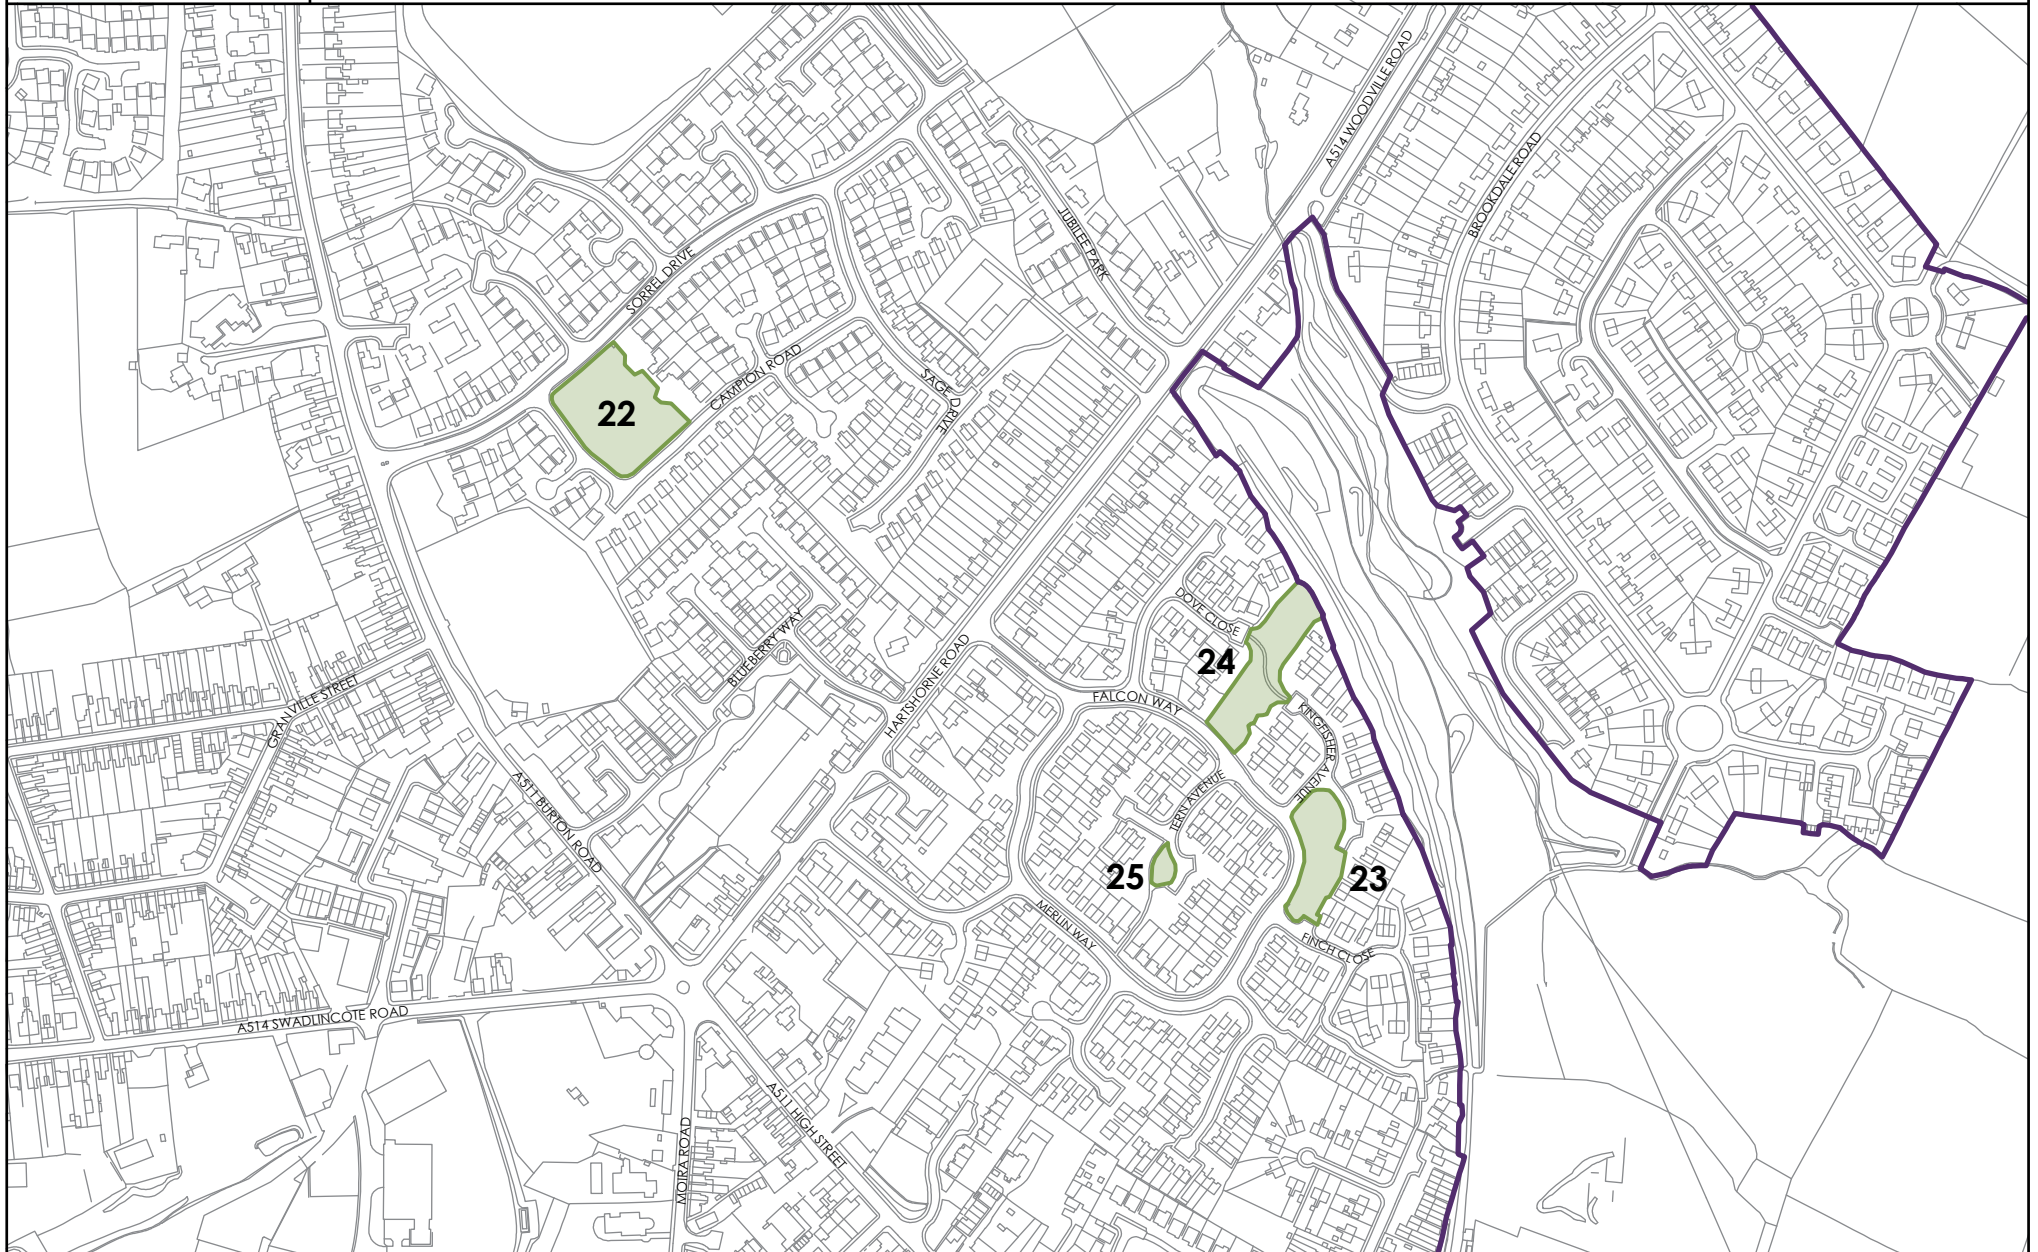 A514 WOODVILLE ROAD
BROOKDALE ROAD
JUBILEE PARK
SORREL DRIVE
CAMPION ROAD
SAGE DRIVE
22
DOVE CLOSE
24
BLUEBERRY WAY
HARTSHORNE ROAD
FALCON WAY
GRANVILLE STREET
KINGFISHER AVENUE
A511 BURTON ROAD
TERN AVENUE
25
23
MERLIN WAY
FINCH CLOSE
A514 SWADLINCOTE ROAD
A511 HIGH STREET
MOIRA ROAD